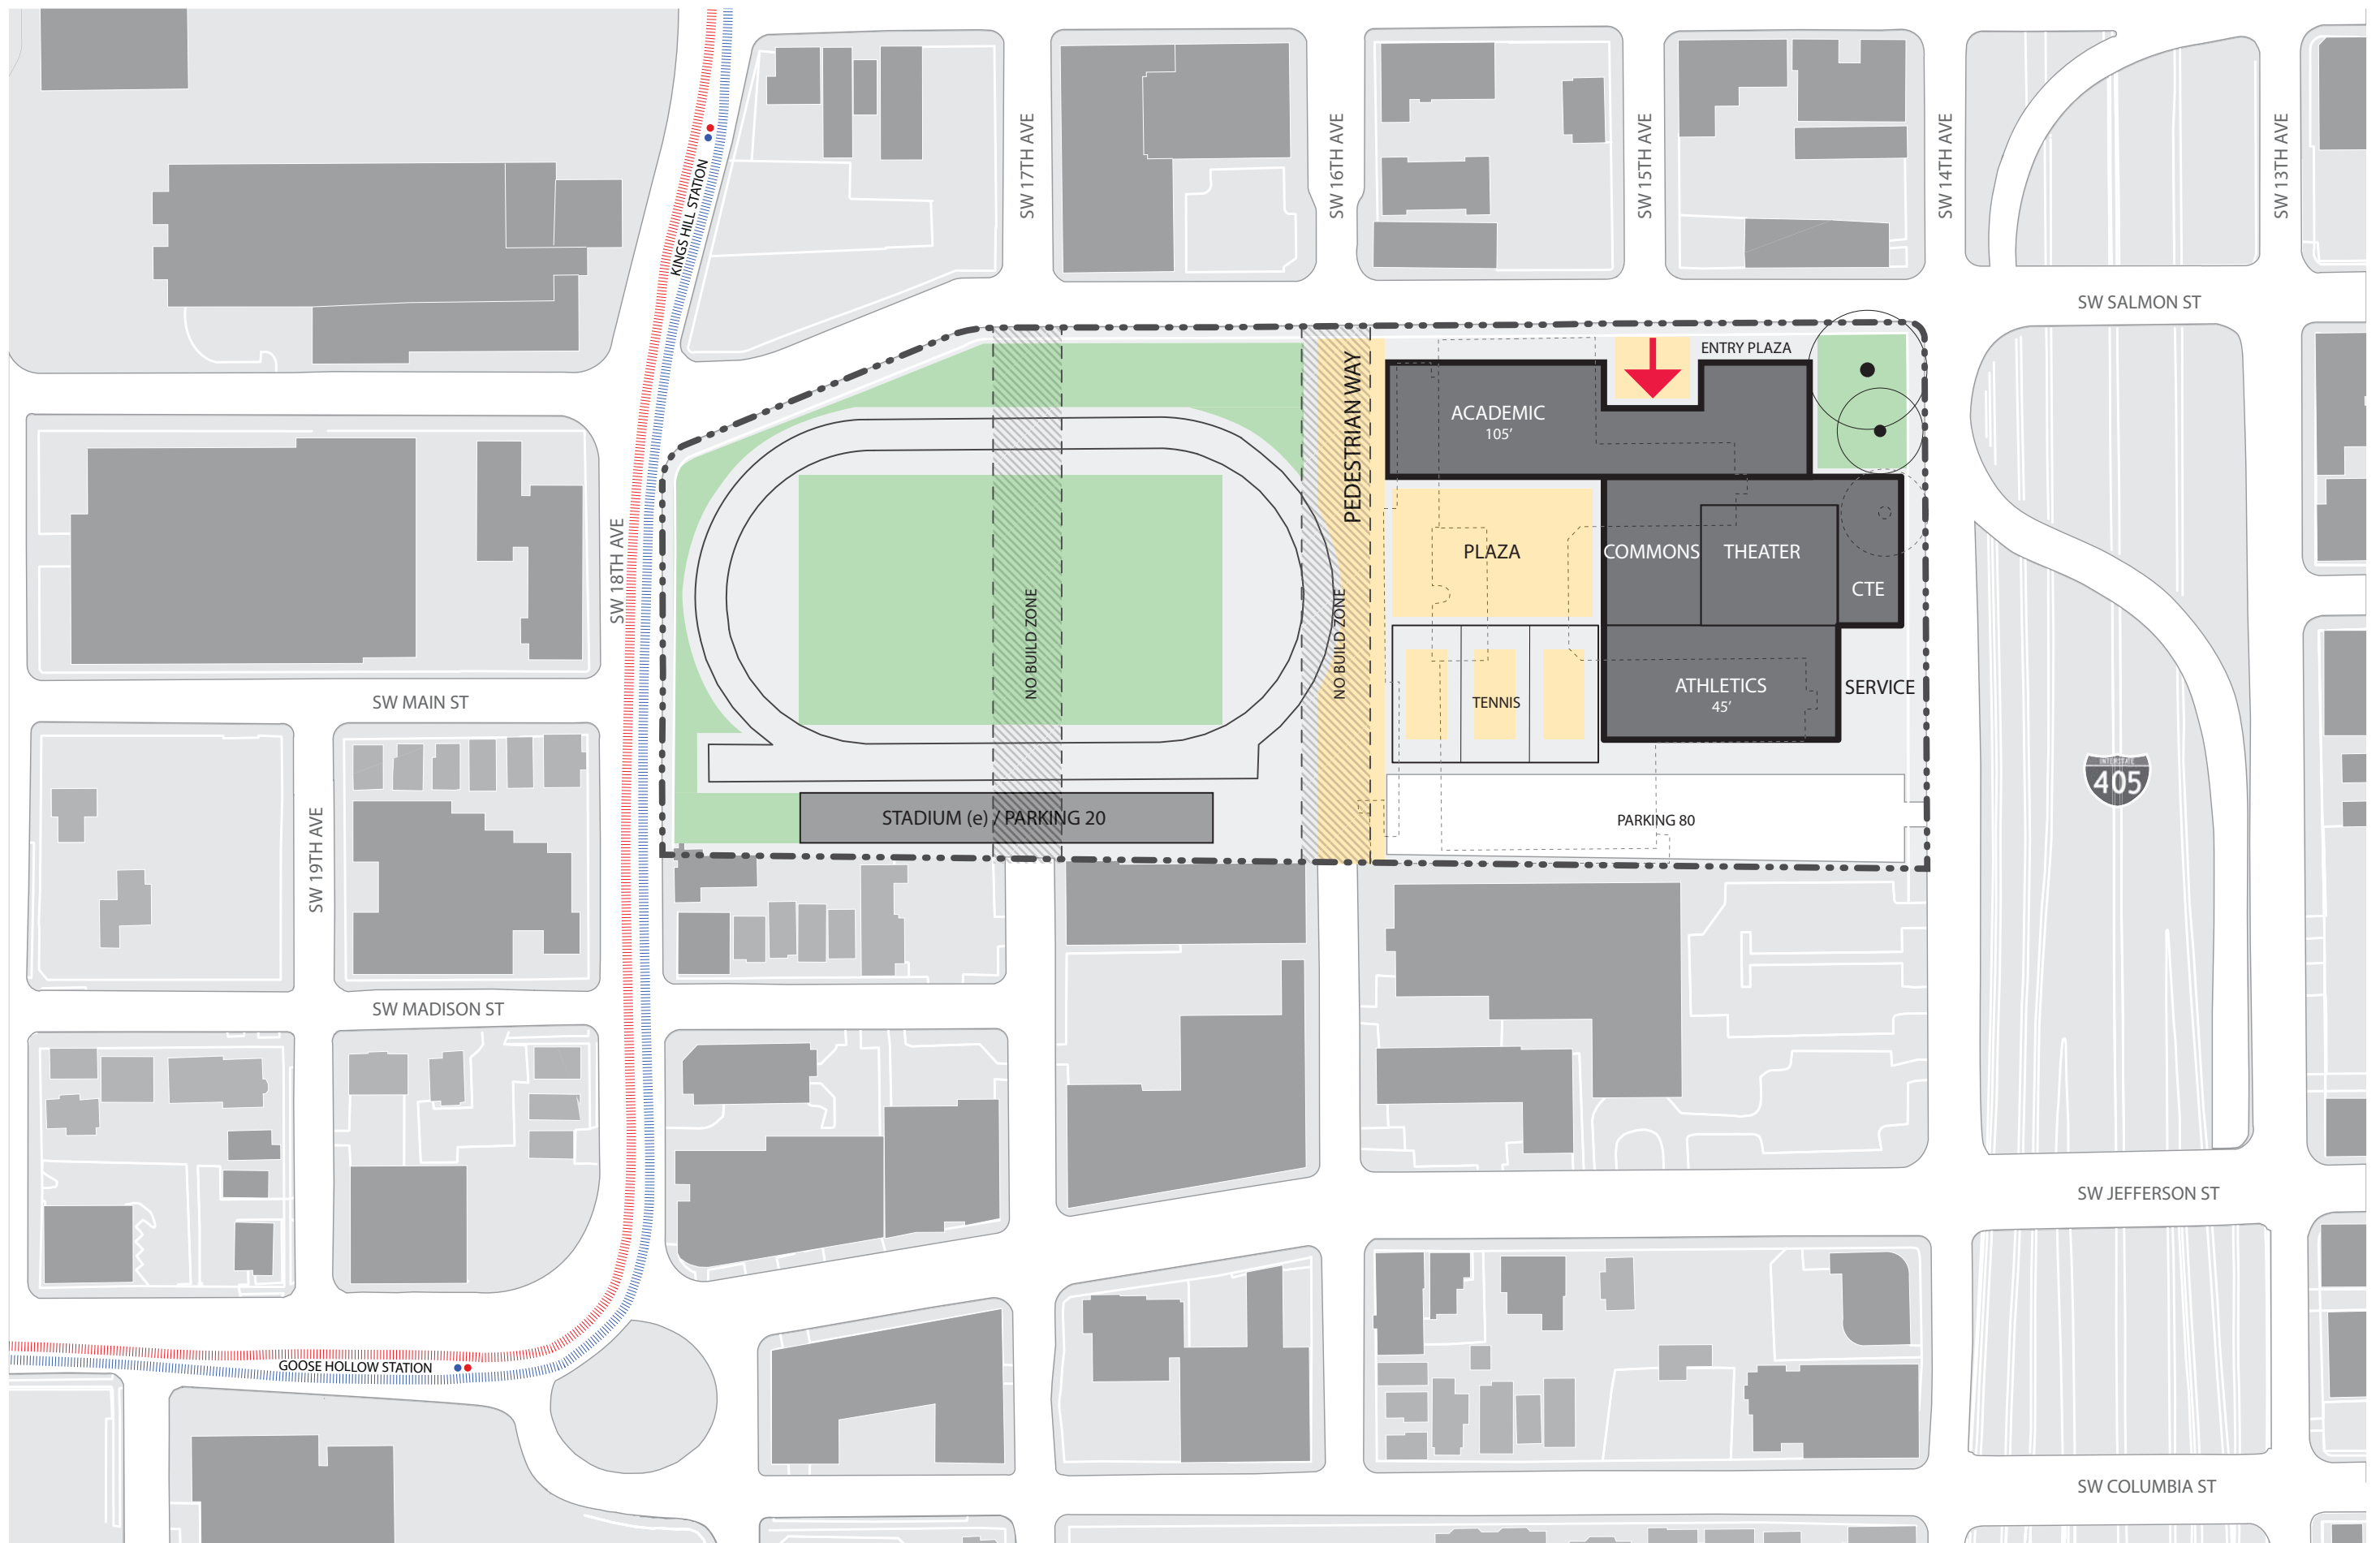 SW 17TH AVE
SW 16TH AVE
SW 15TH AVE
SW 14TH AVE
SW 13TH AVE
KINGS HILL STATION
SW SALMON ST
ENTRY PLAZA
PEDESTRIAN WAY
ACADEMIC
105’
SW 18TH AVE
NO BUILD ZONE
NO BUILD ZONE
PLAZA
COMMONS
THEATER
CTE
ATHLETICS
45’
SERVICE
TENNIS
SW MAIN ST
INTERSTATE
405
STADIUM (e) / PARKING 20
PARKING 80
SW 19TH AVE
SW MADISON ST
SW JEFFERSON ST
GOOSE HOLLOW STATION
SW COLUMBIA ST